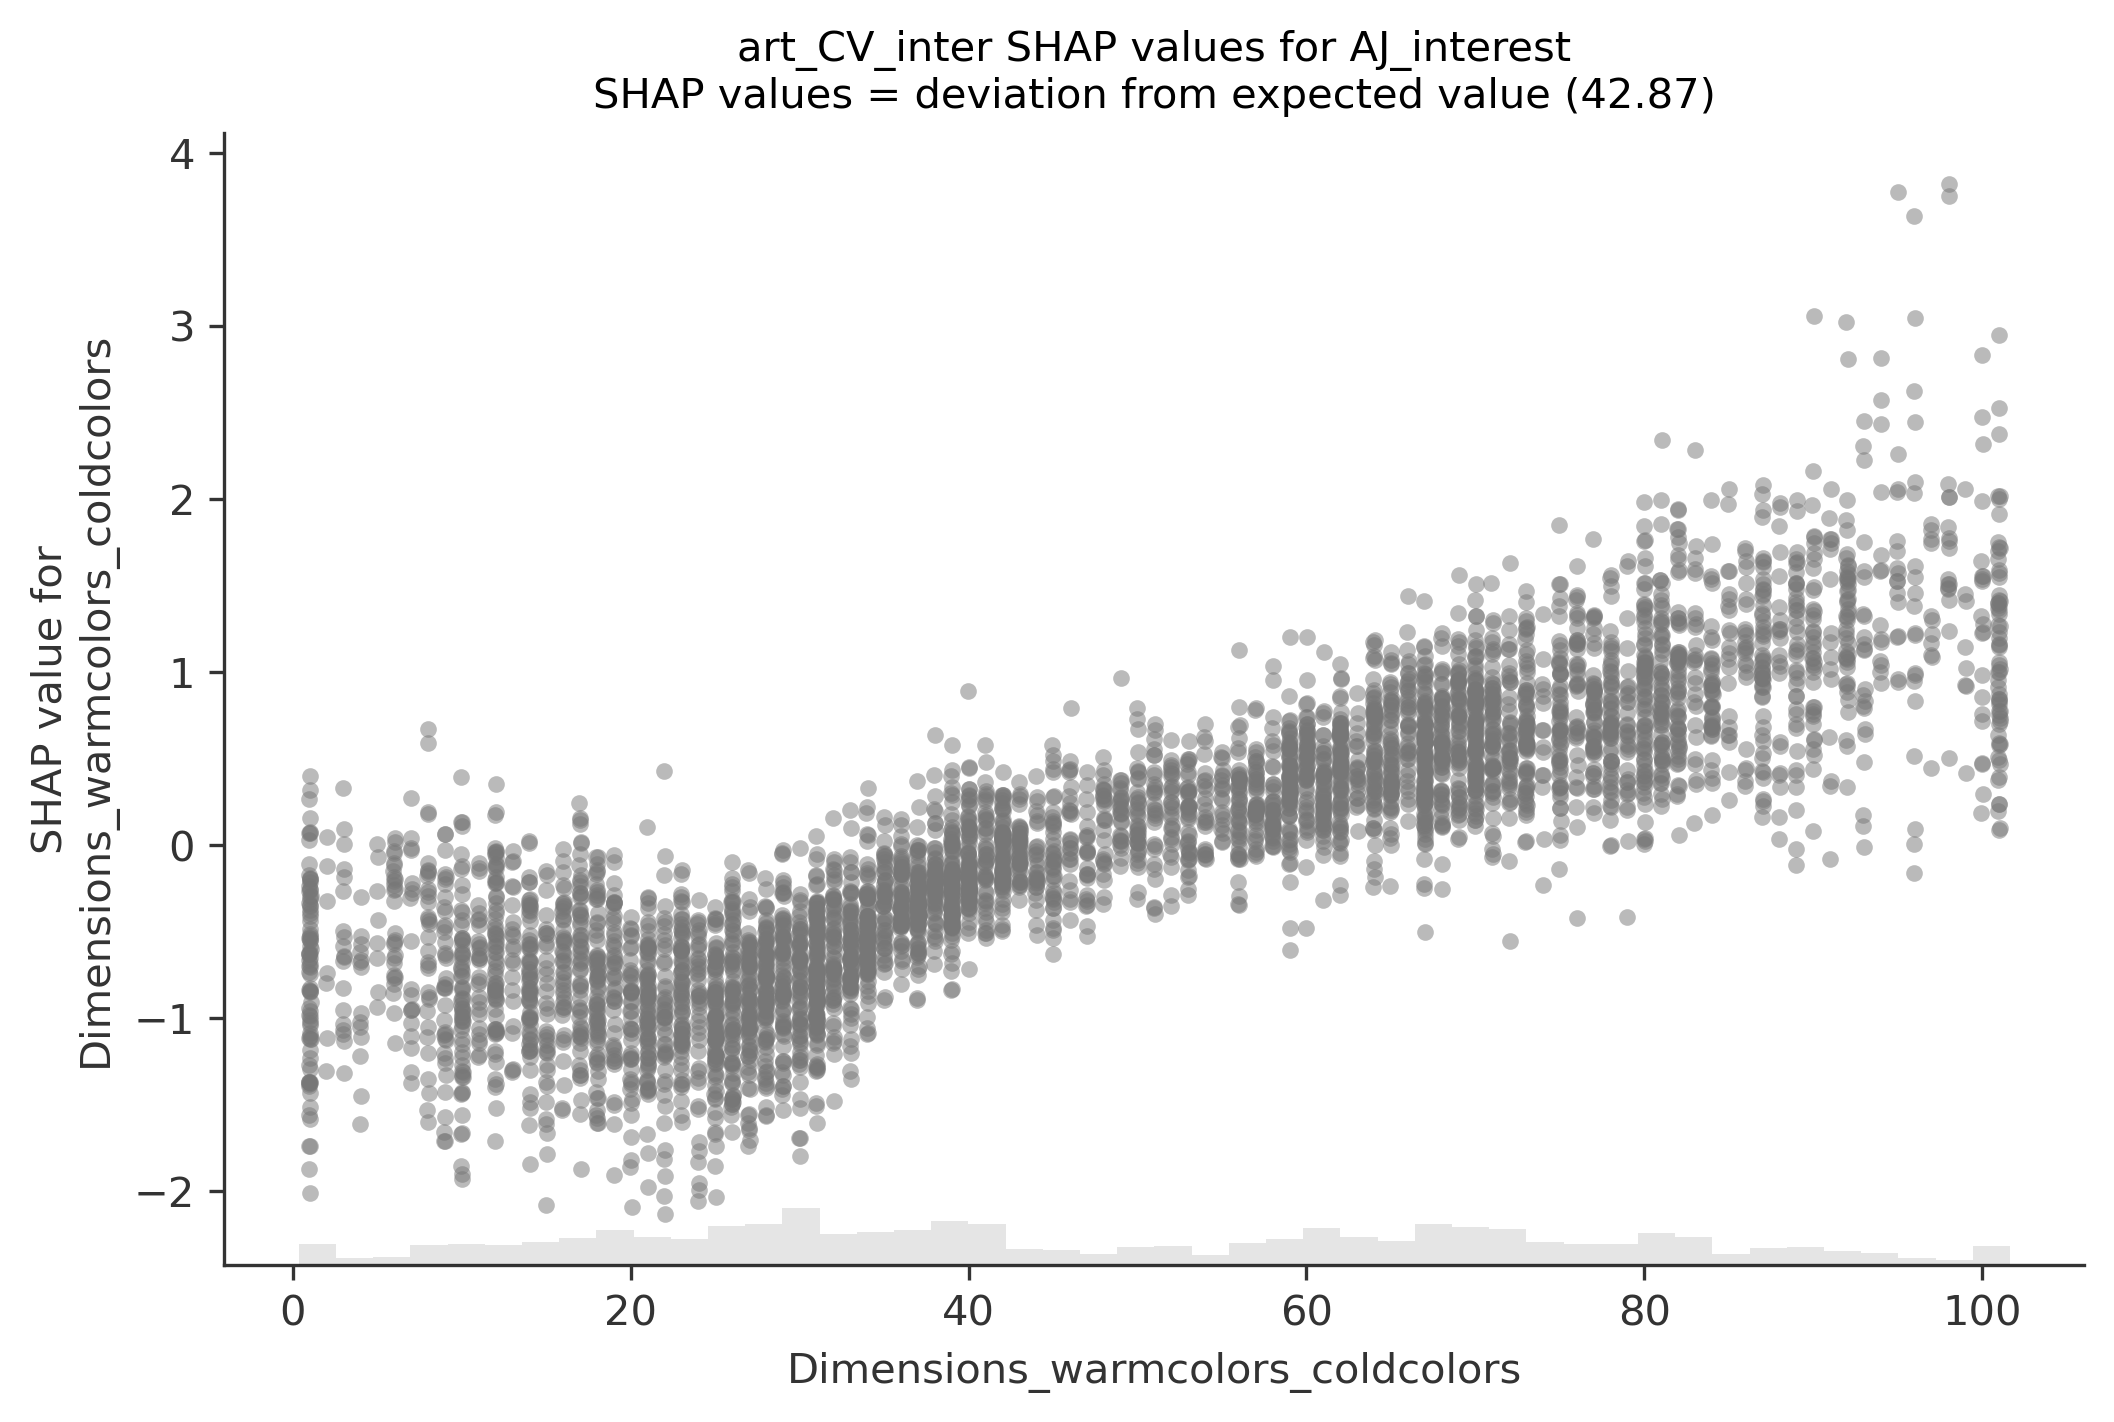 art_CV_inter SHAP values for AJ_interest
SHAP values = deviation from expected value (42.87)
SHAP value for
Dimensions_warmcolors_coldcolors
4
3
2
1
0
−1
−2
0 20 40 60 80 100
Dimensions_warmcolors_coldcolors